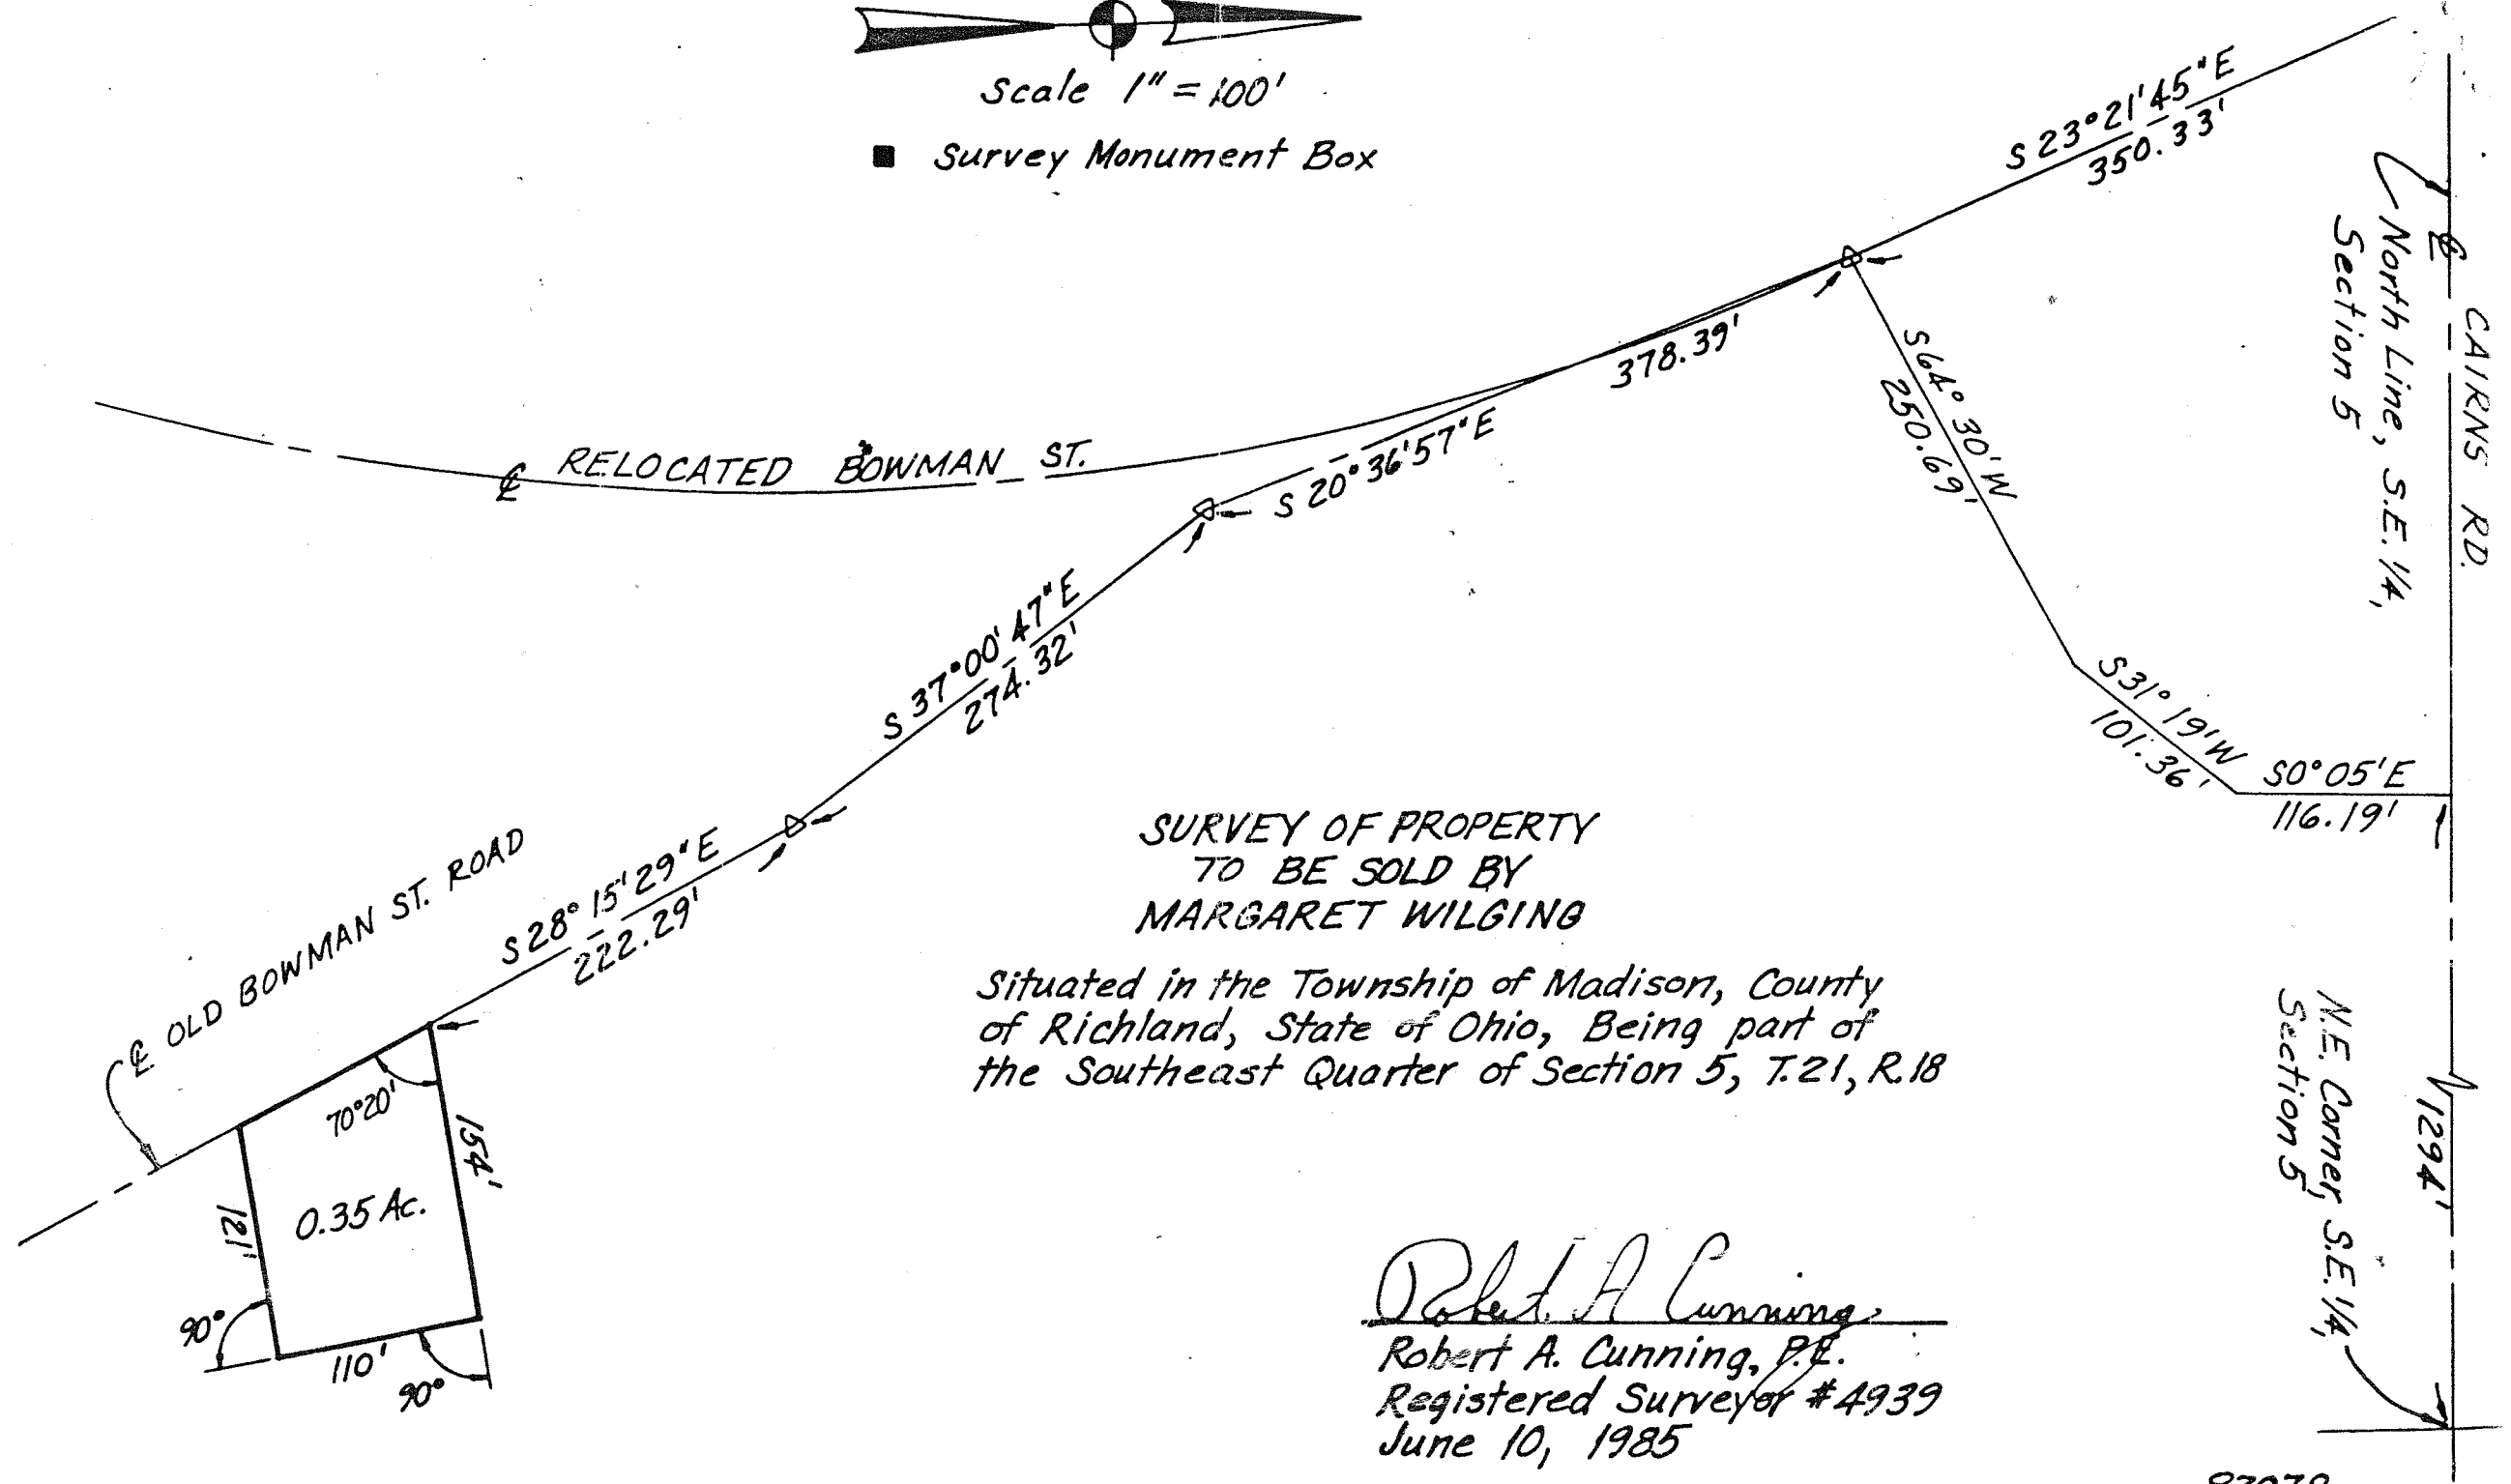 Scale 1" = 100'
■ Survey Monument Box
S 23°21'45"E
350.33'
℄ CAIRNS RD.
North Line, S.E. 1/4,
Section 5
378.39'
S 20°36'57"E
S64°30'W
250.69'
℄ RELOCATED BOWMAN ST.
S 37°00'47"E
274.32'
S31°19'W
101.36'
S0°05'E
116.19'
S28°15'29"E
222.29'
℄ OLD BOWMAN ST. ROAD
SURVEY OF PROPERTY
TO BE SOLD BY
MARGARET WILGING
Situated in the Township of Madison, County
of Richland, State of Ohio, Being part of
the Southeast Quarter of Section 5, T.21, R.18
N.E. Corner, S.E. 1/4,
Section 5
1294'
70°20'
154'
0.35 Ac.
121'
90°
110'
90°
Robert A Cunning
Robert A. Cunning, P.E.
Registered Surveyor #4939
June 10, 1985